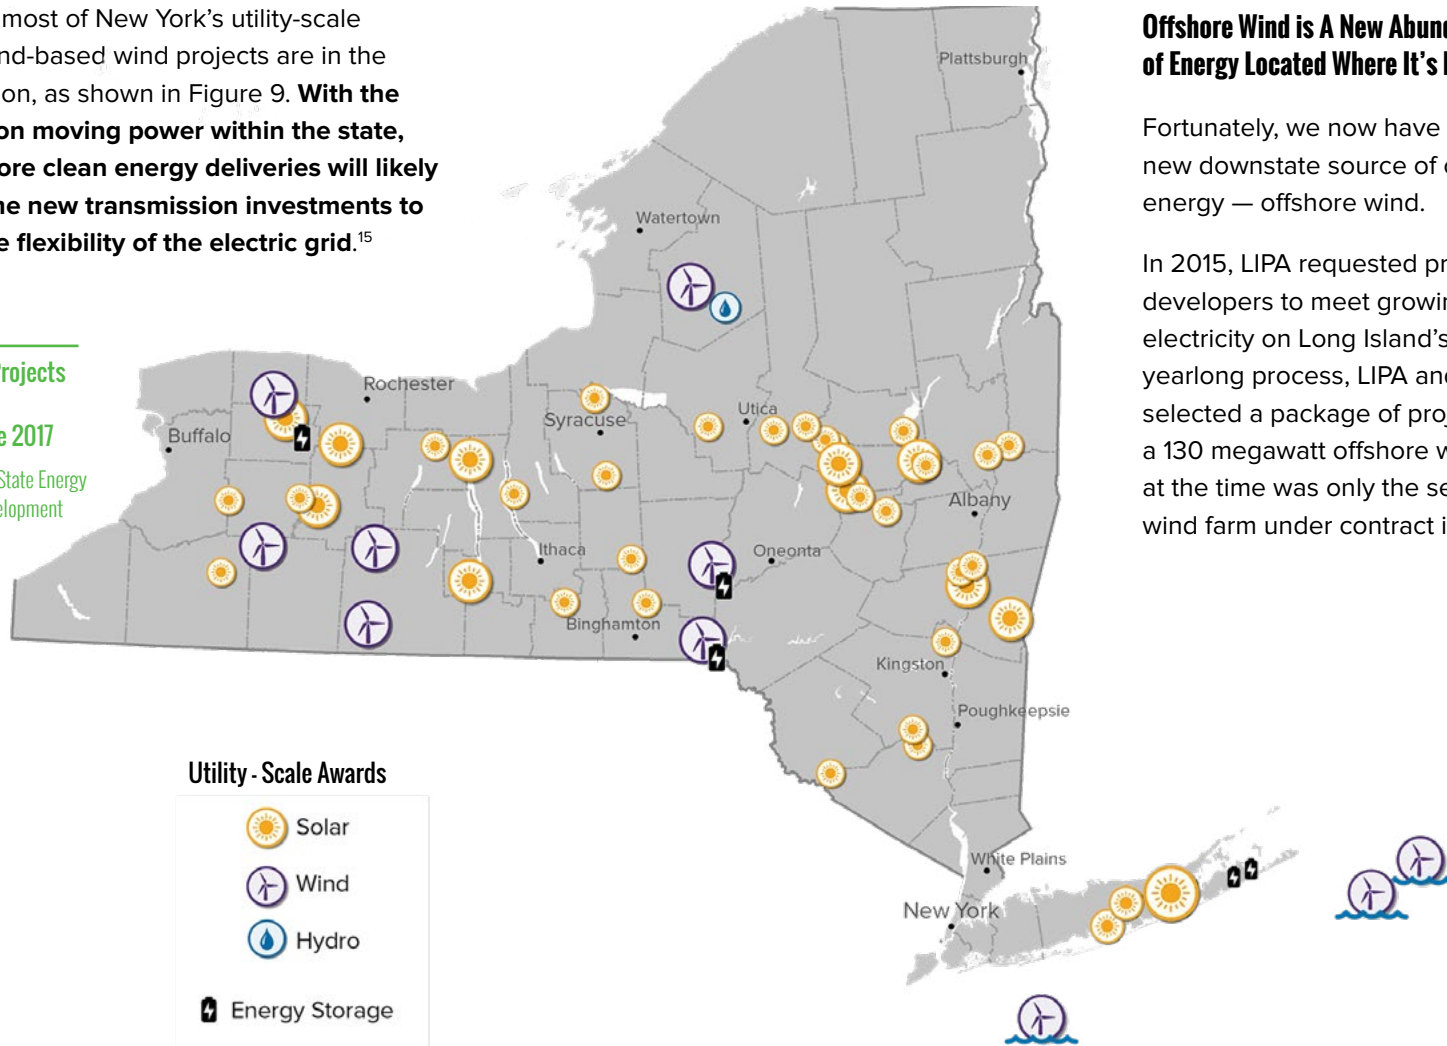 most of New York’s utility-scale
nd-based wind projects are in the
on, as shown in Figure 9. With the
on moving power within the state,
ore clean energy deliveries will likely
ne new transmission investments to
e flexibility of the electric grid.15
Projects
e 2017
State Energy
elopment
Plattsburgh
Watertown
Rochester
Buffalo
Syracuse
Utica
Albany
Ithaca
Oneonta
Binghamton
Kingston
Poughkeepsie
White Plains
New York
Utility - Scale Awards
Solar
Wind
Hydro
Energy Storage
Offshore Wind is A New Abund
of Energy Located Where It’s
Fortunately, we now have
new downstate source of
energy — offshore wind.
In 2015, LIPA requested pr
developers to meet growin
electricity on Long Island’s
yearlong process, LIPA and
selected a package of proj
a 130 megawatt offshore w
at the time was only the se
wind farm under contract i